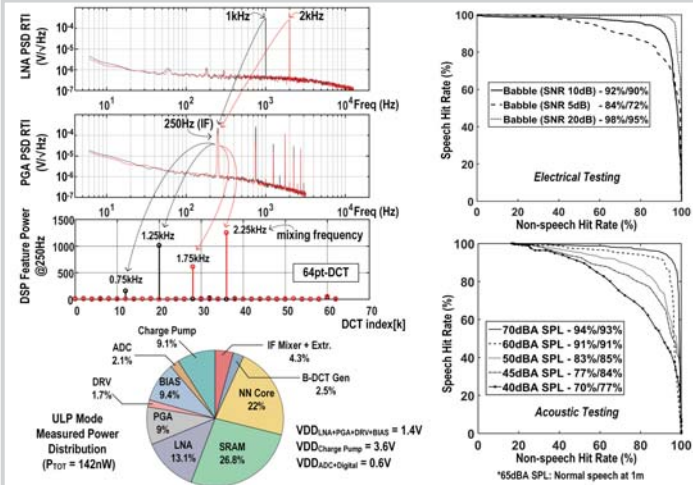 1kHz
2kHz
LNA PSD RTI
(V/√Hz)
10-4
10-5
10-6
10-7
101
102
103
104
Freq (Hz)
250Hz (IF)
PGA PSD RTI
(V/√Hz)
10-4
10-5
10-6
10-7
101
102
103
104
Freq (Hz)
DSP Feature Power
@250Hz
1500
1000
500
0
0.75kHz
1.25kHz
1.75kHz
2.25kHz
mixing frequency
64pt-DCT
0
10
20
30
40
50
60
70
DCT index[k]
Charge Pump
9.1%
IF Mixer + Extr.
4.3%
ADC
2.1%
B-DCT Gen
2.5%
BIAS
9.4%
DRV
1.7%
NN Core
22%
PGA
9%
LNA
13.1%
SRAM
26.8%
ULP Mode
Measured Power
Distribution
(PTOT = 142nW)
VDDLNA+PGA+DRV+BIAS = 1.4V
VDDCharge Pump = 3.6V
VDDADC+Digital = 0.6V
Speech Hit Rate (%)
100
80
60
40
20
0
Babble (SNR 10dB) - 92%/90%
Babble (SNR 5dB) - 84%/72%
Babble (SNR 20dB) - 98%/95%
Electrical Testing
0
20
40
60
80
100
Non-speech Hit Rate (%)
Speech Hit Rate (%)
100
80
60
40
20
0
70dBA SPL - 94%/93%
60dBA SPL - 91%/91%
50dBA SPL - 83%/85%
45dBA SPL - 77%/84%
40dBA SPL - 70%/77%
Acoustic Testing
0
20
40
60
80
100
Non-speech Hit Rate (%)
*65dBA SPL: Normal speech at 1m